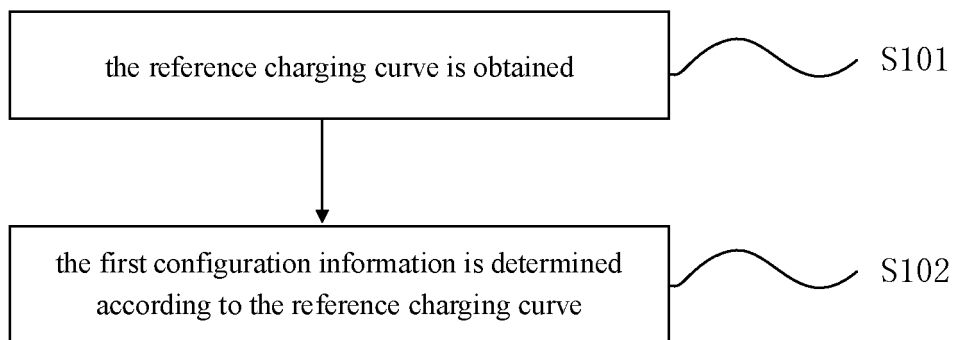 the reference charging curve is obtained
S101
the first configuration information is determined
according to the reference charging curve
S102